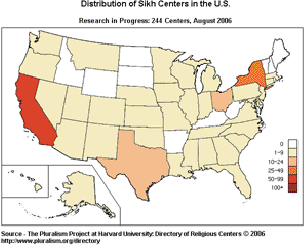 Distribution of Sikh Centers in the U.S.
Research in Progress: 244 Centers, August 2006
0
1-9
10-24
25-49
50-99
100+
Source - The Pluralism Project at Harvard University: Directory of Religious Centers © 2006
http://www.pluralism.org/directory